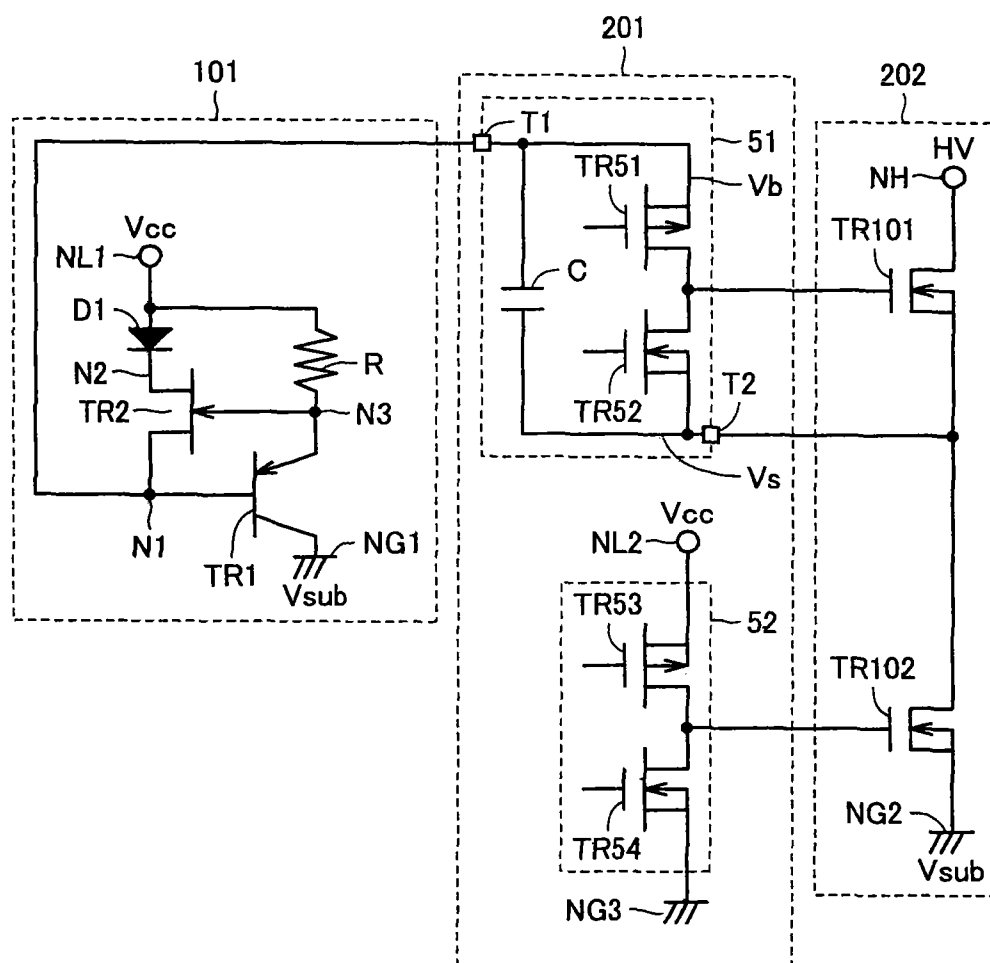 201
101
202
T1
51
HV
TR51
Vb
NH
Vcc
TR101
NL1
C
D1
R
N2
TR52
T2
TR2
N3
Vs
N1
Vcc
NG1
NL2
TR1
Vsub
TR53
52
TR102
NG2
TR54
Vsub
NG3